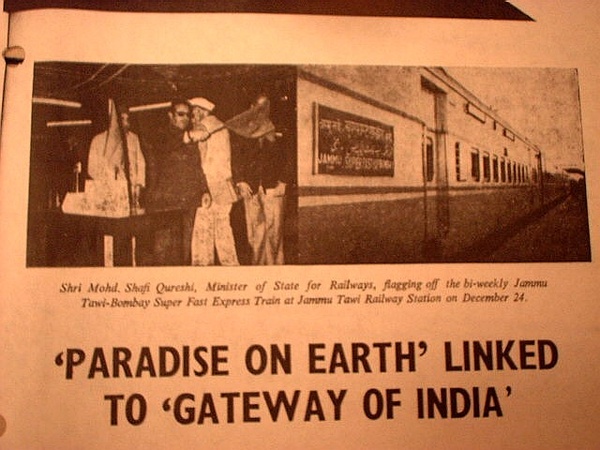 JAMMU
Shri Mohd. Shafi Qureshi, Minister of State for Railways, flagging off the bi-weekly Jammu
Tawi-Bombay Super Fast Express Train at Jammu Tawi Railway Station on December 24.
‘PARADISE ON EARTH’ LINKED
TO ‘GATEWAY OF INDIA’